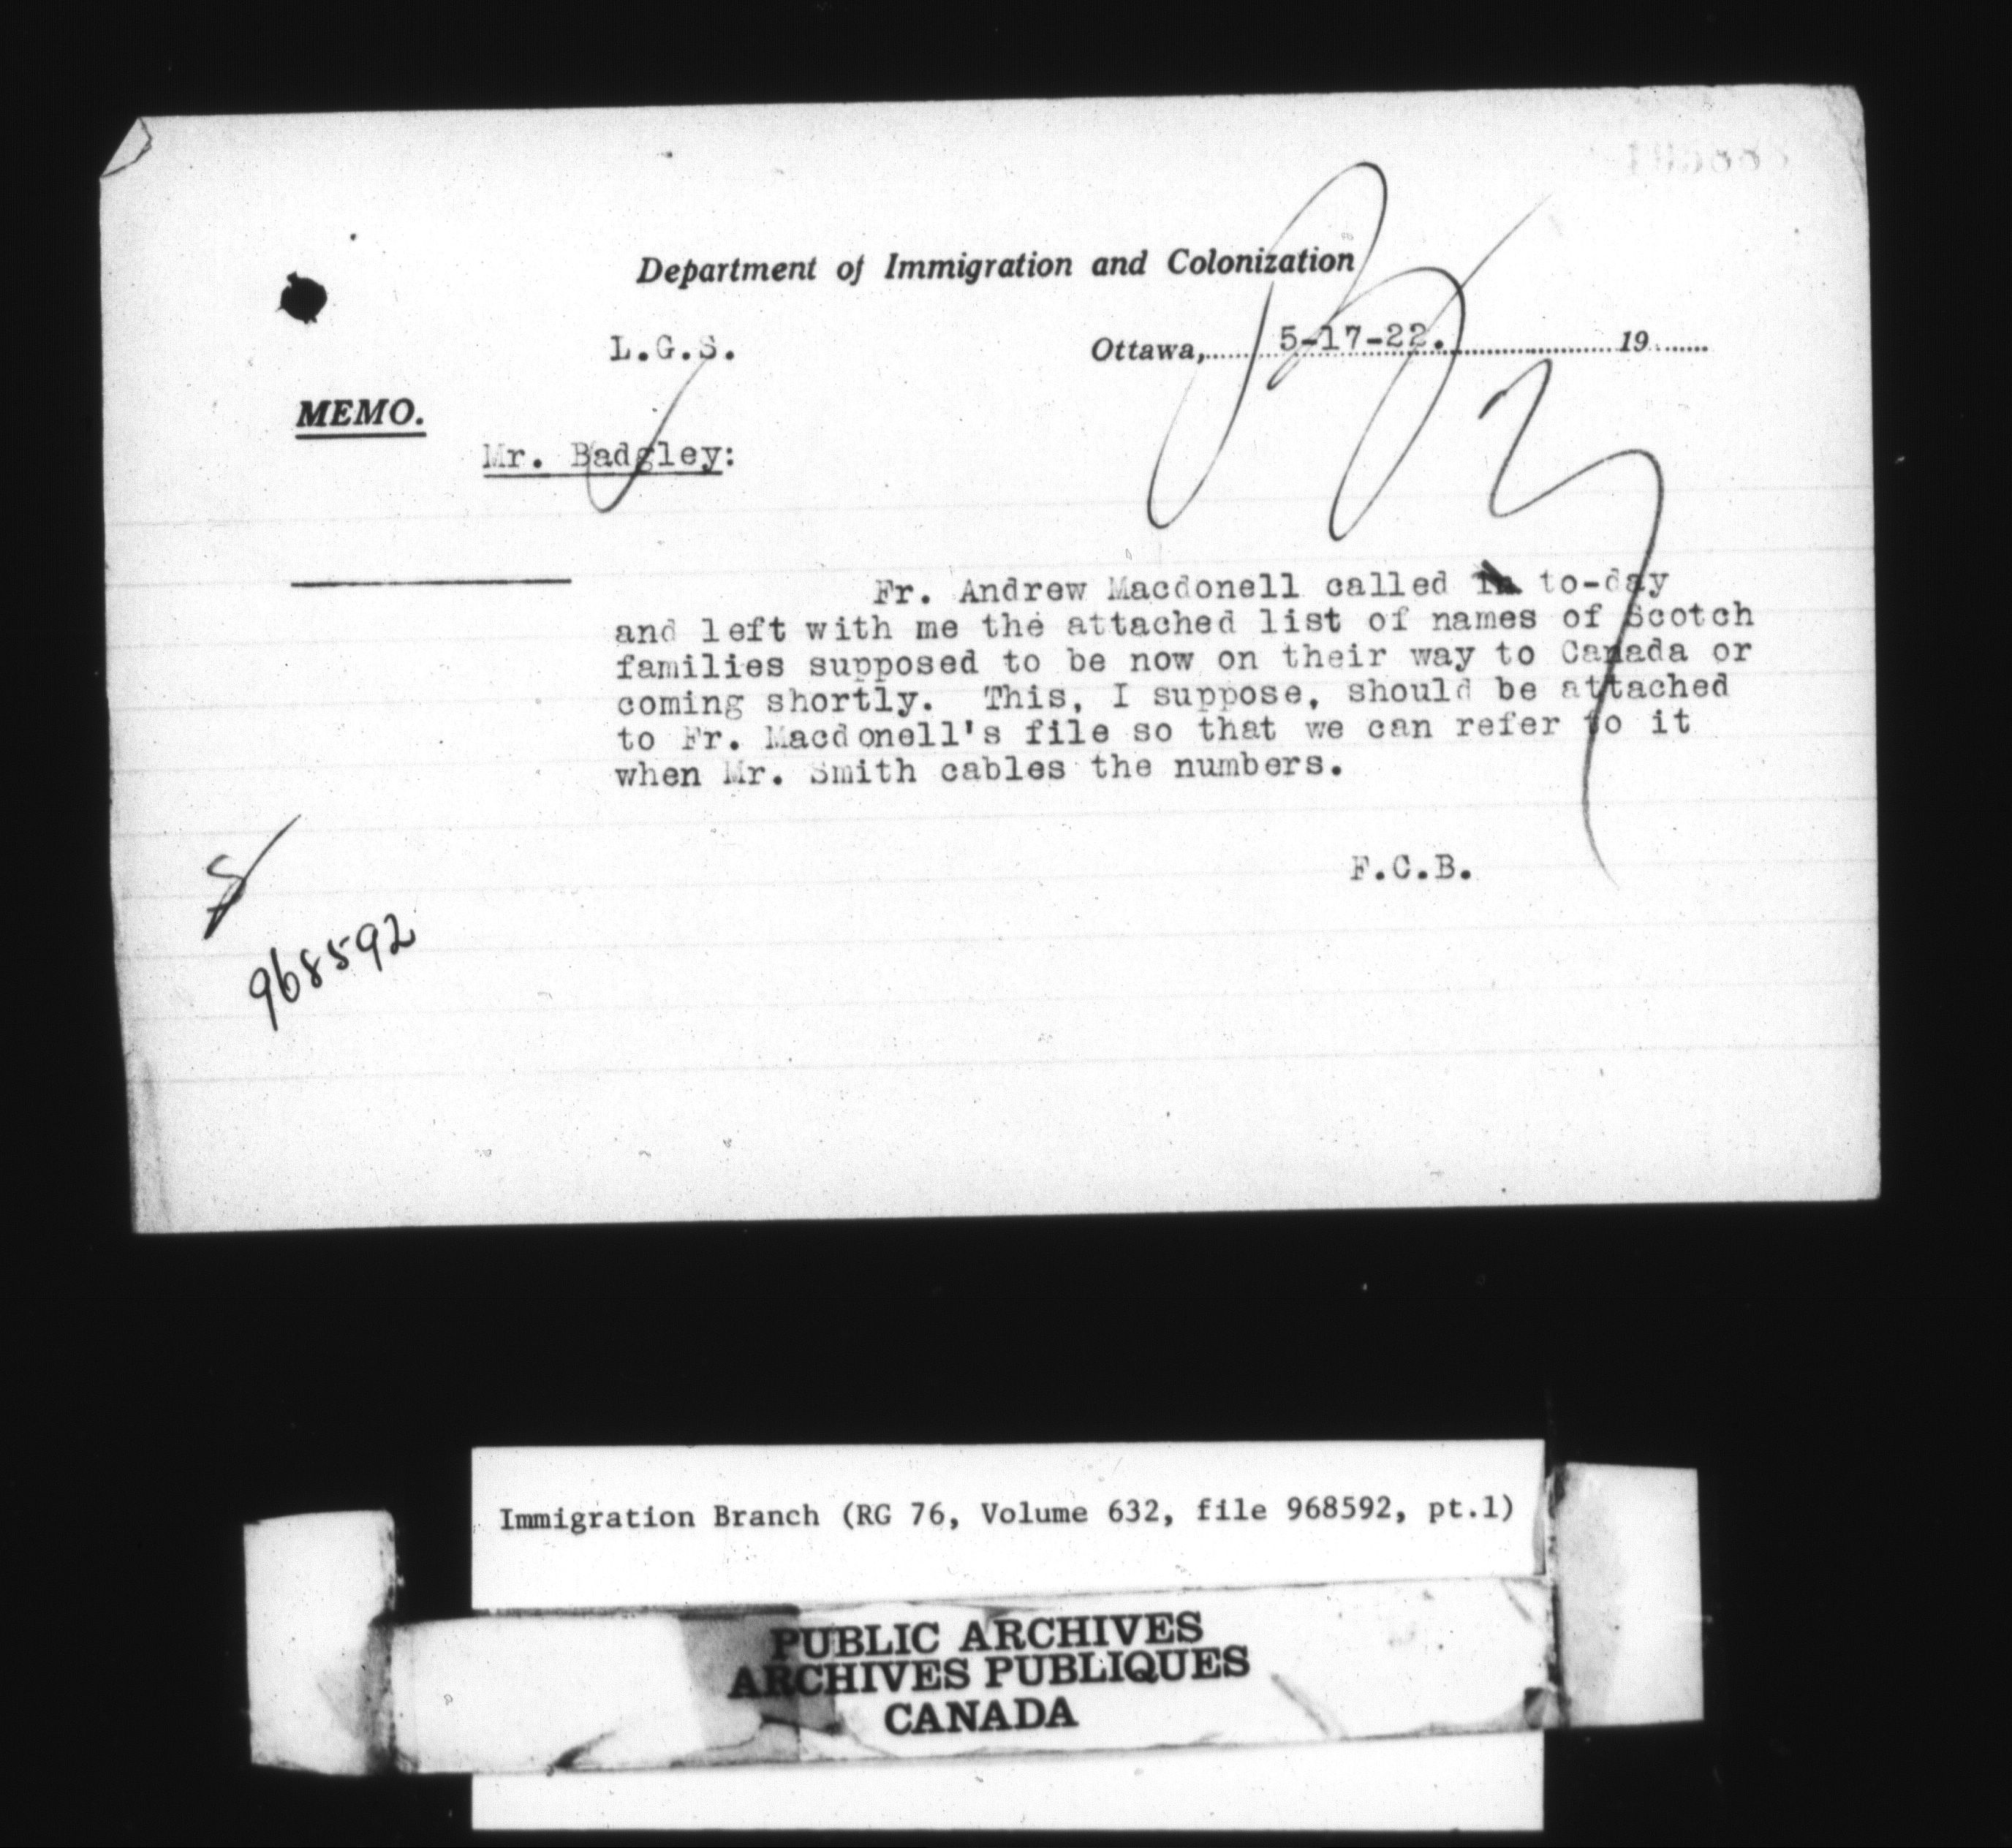 Department of Immigration and Colonization
L.G.S.
Ottawa, 5-17-22. 19
MEMO.
Mr. Badgley:
Fr. Andrew Macdonell called to-day
and left with me the attached list of names of Scotch
families supposed to be now on their way to Canada or
coming shortly. This, I suppose, should be attached
to Fr. Macdonell's file so that we can refer to it
when Mr. Smith cables the numbers.
F.C.B.
968592
Immigration Branch (RG 76, Volume 632, file 968592, pt.1)
PUBLIC ARCHIVES
ARCHIVES PUBLIQUES
CANADA